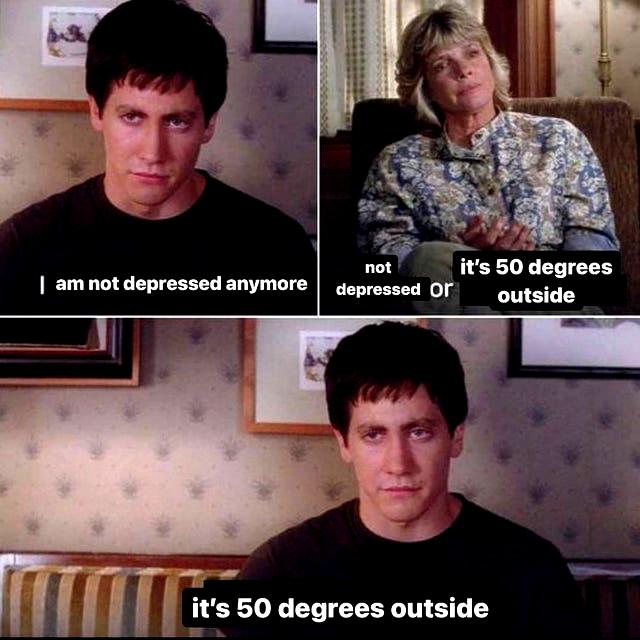 I am not depressed anymore
not
depressed or
it's 50 degrees
outside
it's 50 degrees outside